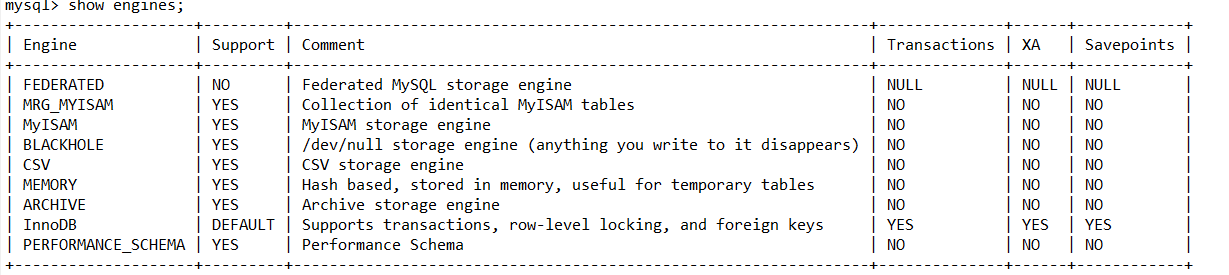 mysql> show engines;
+--------------------+---------+----------------------------------------------------------------+--------------+------+------------+
| Engine             | Support | Comment                                                        | Transactions | XA   | Savepoints |
+--------------------+---------+----------------------------------------------------------------+--------------+------+------------+
| FEDERATED          | NO      | Federated MySQL storage engine                                 | NULL         | NULL | NULL       |
| MRG_MYISAM         | YES     | Collection of identical MyISAM tables                          | NO           | NO   | NO         |
| MyISAM             | YES     | MyISAM storage engine                                          | NO           | NO   | NO         |
| BLACKHOLE          | YES     | /dev/null storage engine (anything you write to it disappears) | NO           | NO   | NO         |
| CSV                | YES     | CSV storage engine                                             | NO           | NO   | NO         |
| MEMORY             | YES     | Hash based, stored in memory, useful for temporary tables      | NO           | NO   | NO         |
| ARCHIVE            | YES     | Archive storage engine                                         | NO           | NO   | NO         |
| InnoDB             | DEFAULT | Supports transactions, row-level locking, and foreign keys     | YES          | YES  | YES        |
| PERFORMANCE_SCHEMA | YES     | Performance Schema                                             | NO           | NO   | NO         |
+--------------------+---------+----------------------------------------------------------------+--------------+------+------------+